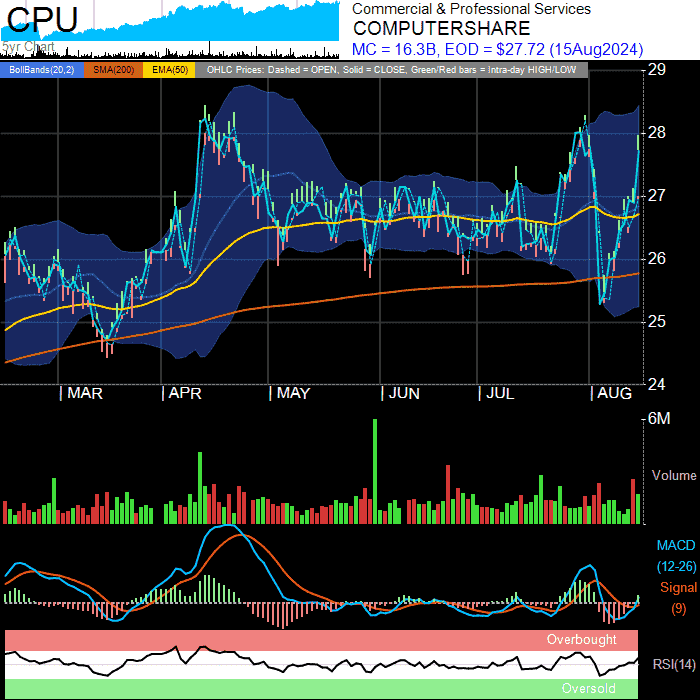 CPU
5yr Chart
Commercial & Professional Services
COMPUTERSHARE
MC = 16.3B, EOD = $27.72 (15Aug2024)
BollBands(20,2) SMA(200) EMA(50) OHLC Prices: Dashed = OPEN, Solid = CLOSE, Green/Red bars = Intra-day HIGH/LOW
29
28
27
26
25
24
MAR APR MAY JUN JUL AUG
6M
Volume
MACD
(12-26)
Signal
(9)
Overbought
RSI(14)
Oversold